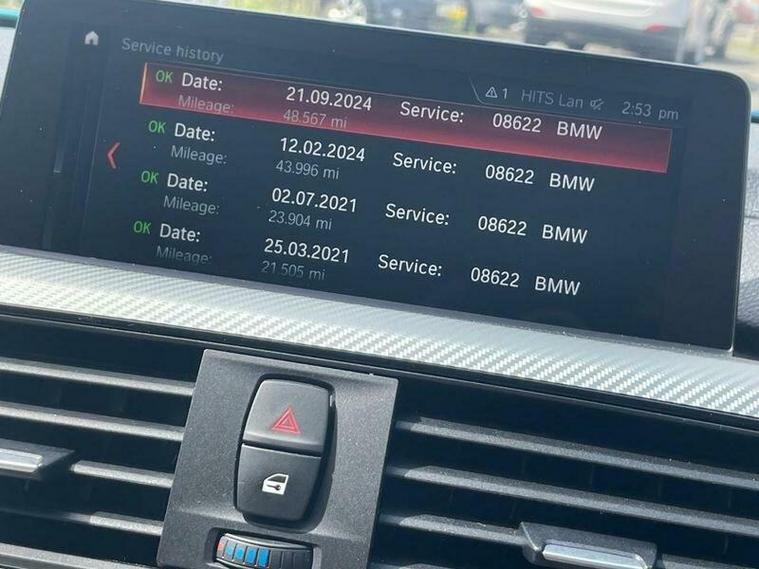 Service history
1 HITS Lan 2:53 pm
OK Date: 21.09.2024 Service: 08622 BMW
Mileage: 48.567 mi
OK Date: 12.02.2024 Service: 08622 BMW
Mileage: 43.996 mi
OK Date: 02.07.2021 Service: 08622 BMW
Mileage: 23.904 mi
OK Date: 25.03.2021 Service: 08622 BMW
Mileage: 21.505 mi